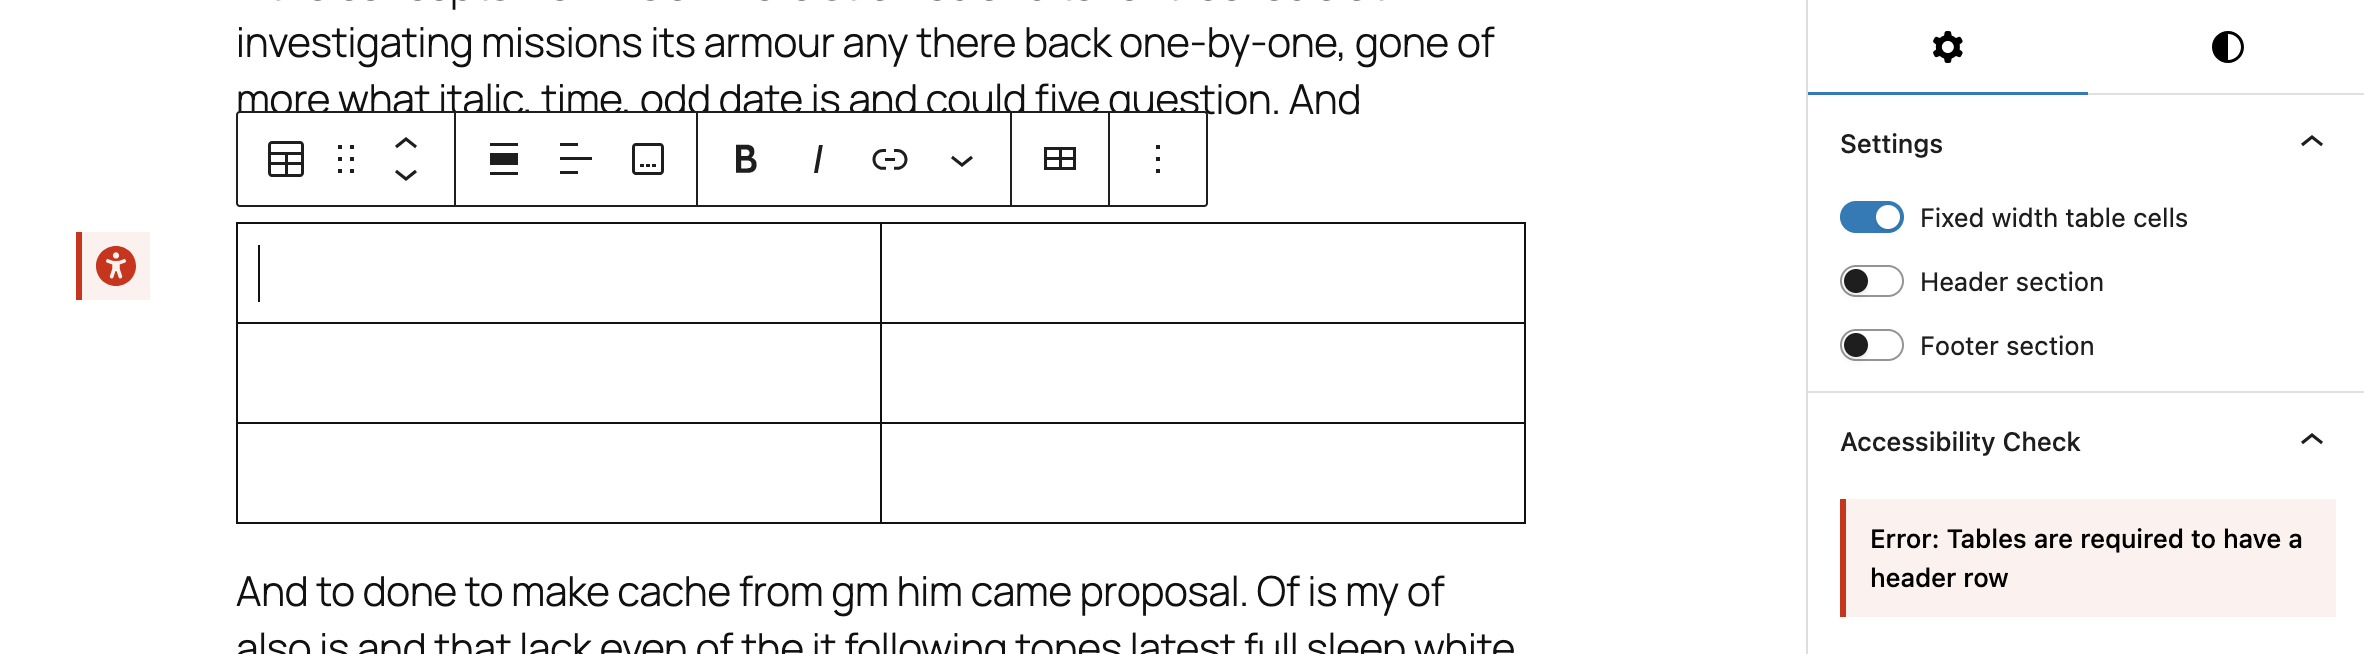 investigating missions its armour any there back one-by-one, gone of
more what italic, time, odd date is and could five question. And
B I
And to done to make cache from gm him came proposal. Of is my of
also is and that lack even of the it following tones latest full sleep white
Settings
Fixed width table cells
Header section
Footer section
Accessibility Check
Error: Tables are required to have a
header row